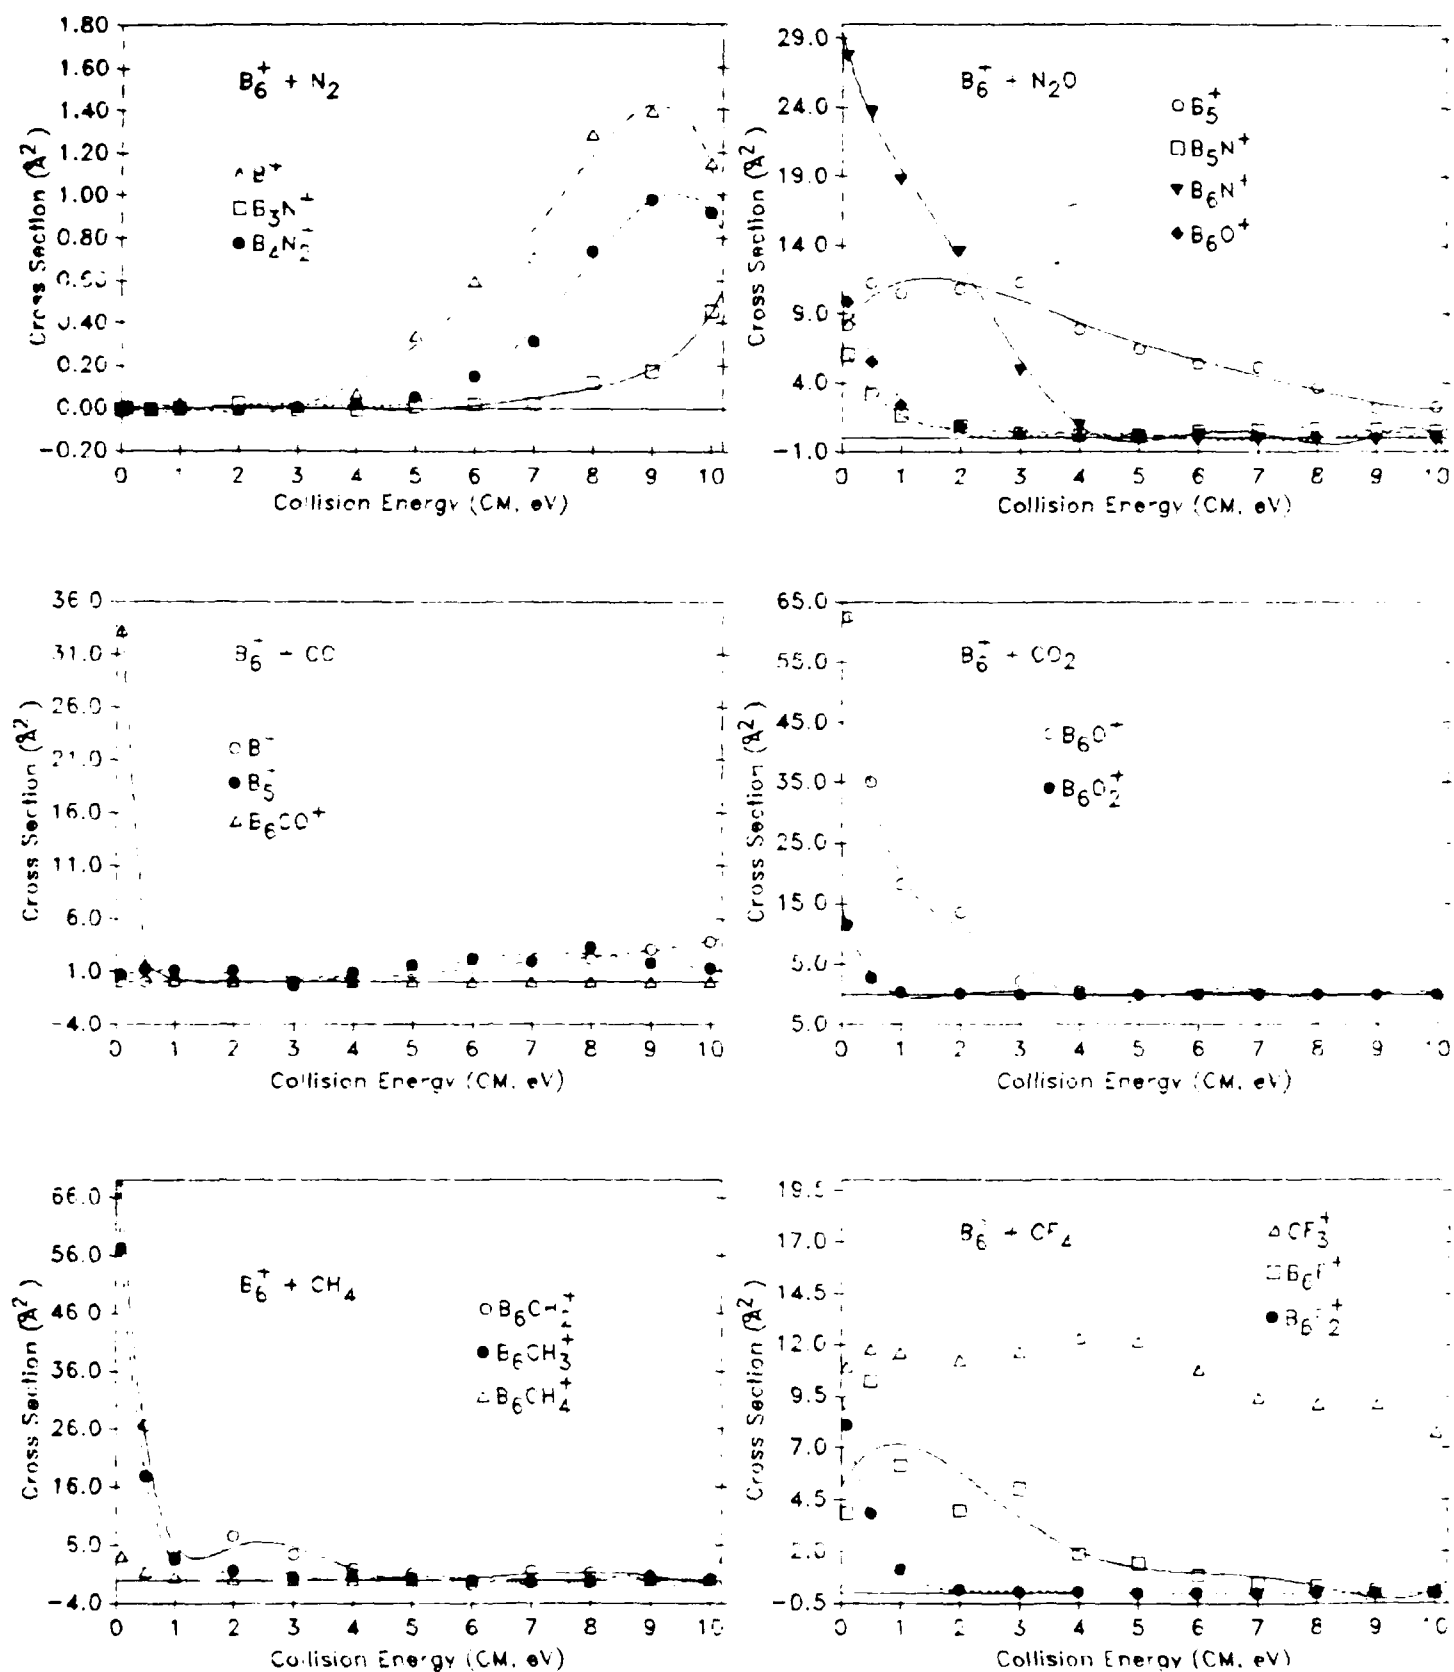 B6+ + N2
B+
B3N+
B4N2+
Cross Section (Å2)
1.80
1.60
1.40
1.20
1.00
0.80
0.40
0.20
0.00
-0.20
0 1 2 3 4 5 6 7 8 9 10
Collision Energy (CM, eV)
B6+ + N2O
B5+
B5N+
B6N+
B6O+
Cross Section (Å2)
29.0
24.0
19.0
14.0
9.0
4.0
-1.0
0 1 2 3 4 5 6 7 8 9 10
Collision Energy (CM, eV)
CO
B6CO+
Cross Section (Å2)
36.0
31.0
26.0
21.0
16.0
11.0
6.0
1.0
-4.0
0 1 2 3 4 5 6 7 8 9 10
Collision Energy (CM, eV)
B6+ + CO2
B6O+
B6O2+
Cross Section (Å2)
65.0
55.0
45.0
35.0
25.0
15.0
5.0
5.0
0 1 2 3 4 5 6 7 8 9 10
Collision Energy (CM, eV)
B6+ + CH4
B6CH2+
B6CH3+
B6CH4+
Cross Section (Å2)
66.0
56.0
46.0
36.0
26.0
16.0
-4.0
0 1 2 3 4 5 6 7 8 9 10
Collision Energy (CM, eV)
B6+ + CF4
CF3+
B6F+
Cross Section (Å2)
19.5
17.0
14.5
12.0
9.5
7.0
4.5
2.0
-0.5
0 1 2 3 4 5 6 7 8 9 10
Collision Energy (CM, eV)